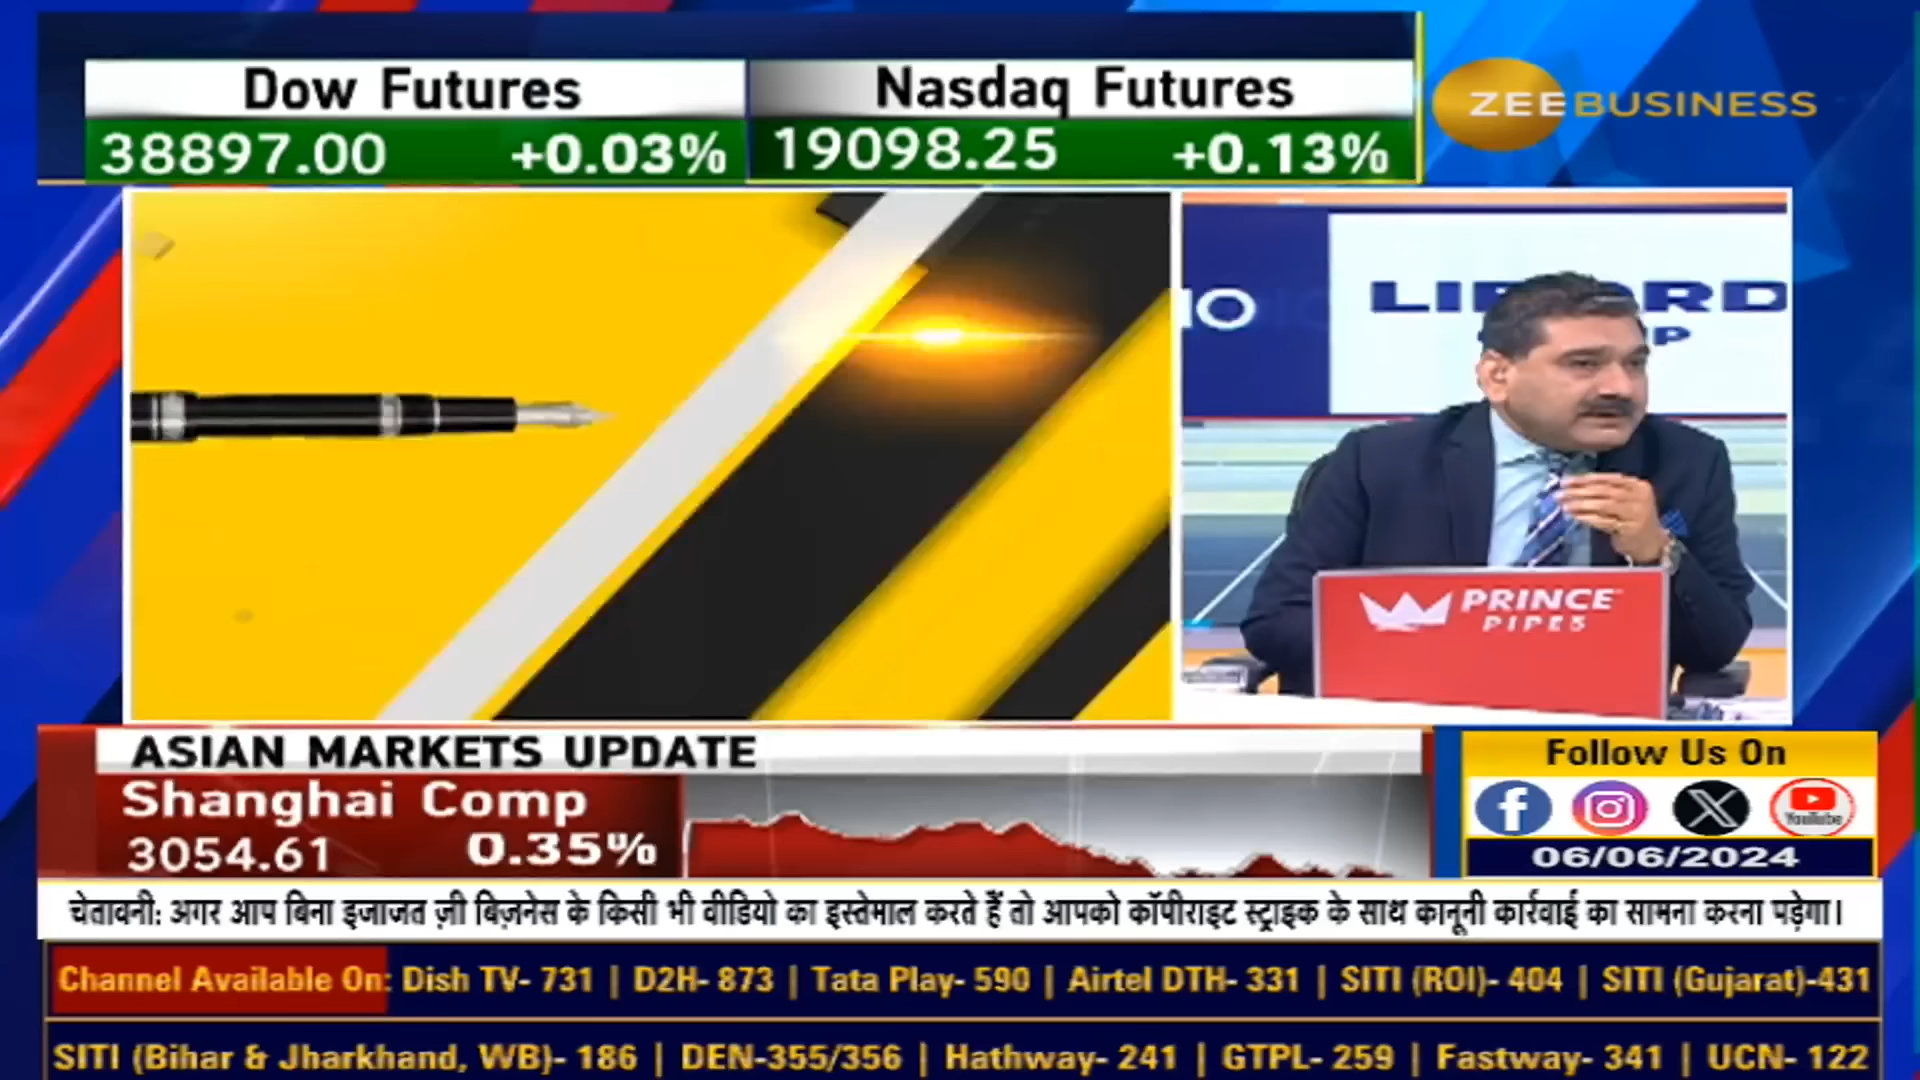 Dow Futures
38897.00 +0.03%
Nasdaq Futures
19098.25 +0.13%
ZEEBUSINESS
PRINCE
PIPES
ASIAN MARKETS UPDATE
Shanghai Comp
3054.61 0.35%
Follow Us On
YouTube
06/06/2024
चेतावनी: अगर आप बिना इजाजत ज़ी बिज़नेस के किसी भी वीडियो का इस्तेमाल करते हैं तो आपको कॉपीराइट स्ट्राइक के साथ कानूनी कार्रवाई का सामना करना पड़ेगा।
Channel Available On: Dish TV- 731 | D2H- 873 | Tata Play- 590 | Airtel DTH- 331 | SITI (ROI)- 404 | SITI (Gujarat)-431
SITI (Bihar & Jharkhand, WB)- 186 | DEN-355/356 | Hathway- 241 | GTPL- 259 | Fastway- 341 | UCN- 122